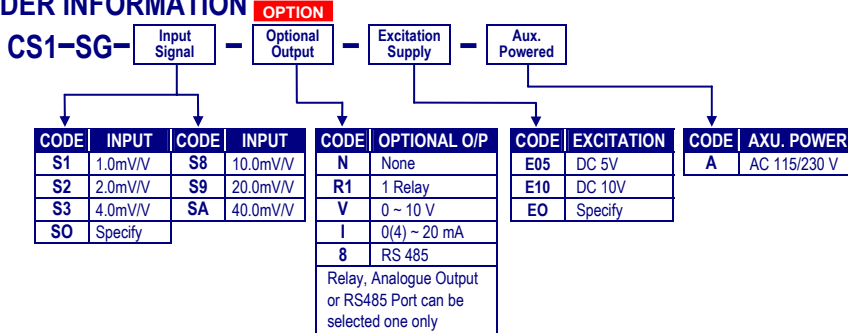 DER INFORMATION OPTION
CS1-SG- Input Signal - Optional Output - Excitation Supply - Aux. Powered
CODE INPUT CODE INPUT
S1 1.0mV/V S8 10.0mV/V
S2 2.0mV/V S9 20.0mV/V
S3 4.0mV/V SA 40.0mV/V
SO Specify
CODE OPTIONAL O/P
N None
R1 1 Relay
V 0 ~ 10 V
I 0(4) ~ 20 mA
8 RS 485
Relay, Analogue Output
or RS485 Port can be
selected one only
CODE EXCITATION
E05 DC 5V
E10 DC 10V
EO Specify
CODE AXU. POWER
A AC 115/230 V